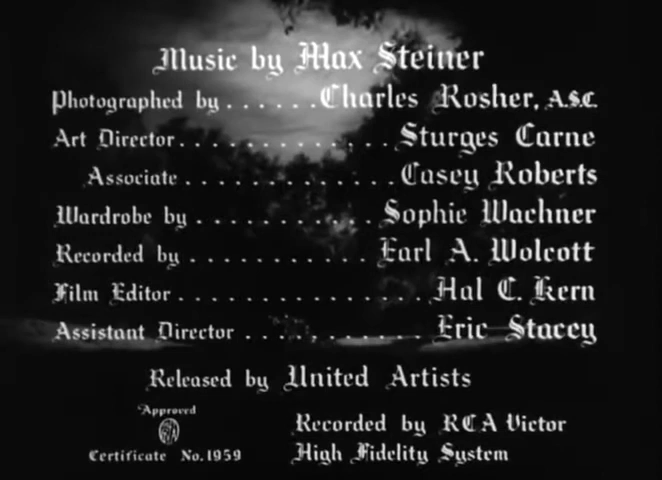 Music by Max Steiner
Photographed by......Charles Rosher, A.S.C.
Art Director.............Sturges Carne
Associate.............Casey Roberts
Wardrobe by...........Sophie Wachner
Recorded by...........Earl A. Wolcott
Film Editor...............Hal C. Kern
Assistant Director...........Eric Stacey
Released by United Artists
Approved
Certificate No. 1959
Recorded by RCA Victor
High Fidelity System